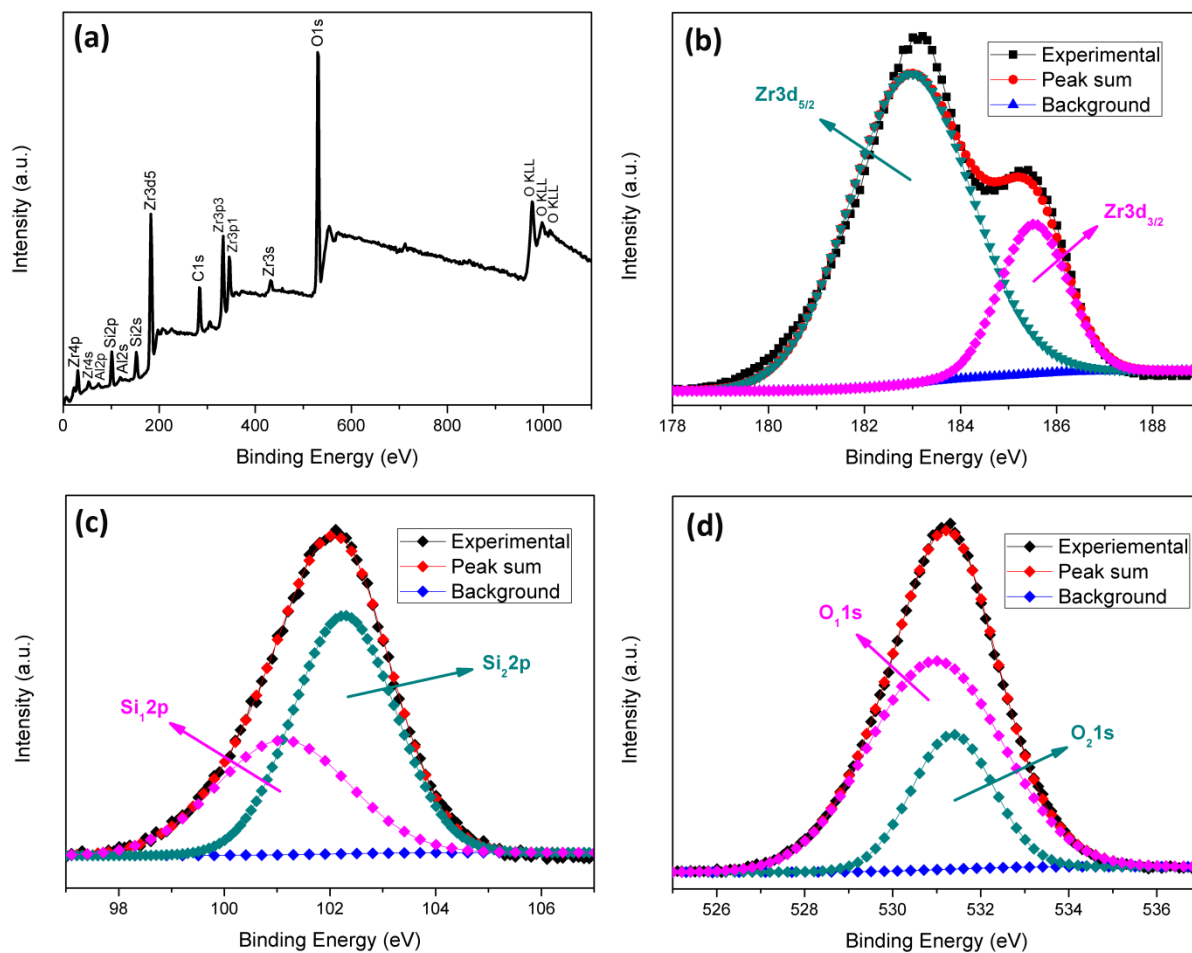 (a)
O1s
Zr3d5
Zr3p3
Zr3p1
C1s
Zr3s
O KLL
O KLL
O KLL
Zr4p
Zr4s
Al2p
Si2p
Al2s
Si2s
Intensity (a.u.)
0 200 400 600 800 1000
Binding Energy (eV)
(b)
Experimental
Peak sum
Background
Zr3d5/2
Zr3d3/2
Intensity (a.u.)
178 180 182 184 186 188
Binding Energy (eV)
(c)
Experimental
Peak sum
Background
Si22p
Si12p
Intensity (a.u.)
98 100 102 104 106
Binding Energy (eV)
(d)
Experiemental
Peak sum
Background
O11s
O21s
Intensity (a.u.)
526 528 530 532 534 536
Binding Energy (eV)